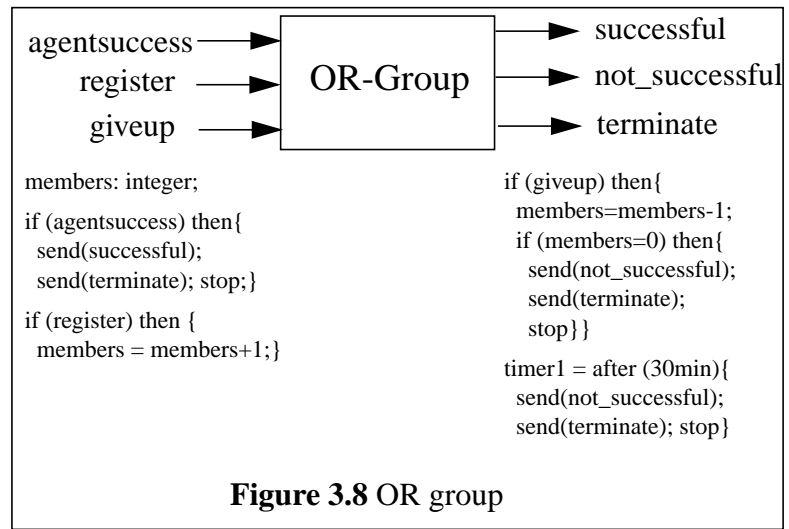 agentsuccess
register
giveup
OR-Group
successful
not_successful
terminate
members: integer;
if (agentsuccess) then{
send(successful);
send(terminate); stop;}
if (register) then {
members = members+1;}
if (giveup) then{
members=members-1;
if (members=0) then{
send(not_successful);
send(terminate);
stop}}
timer1 = after (30min){
send(not_successful);
send(terminate); stop}
Figure 3.8 OR group